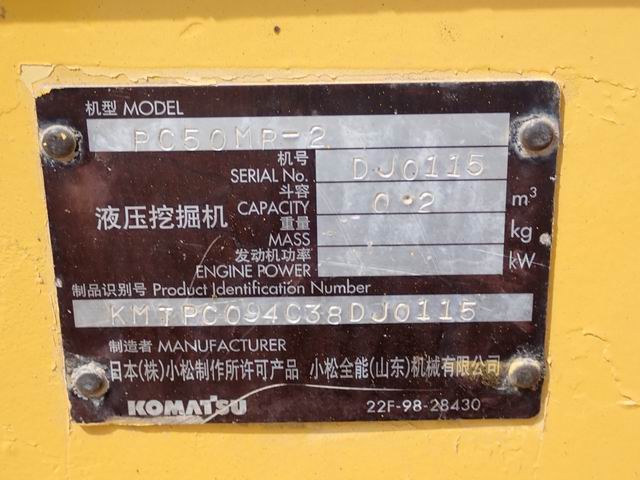 机型 MODEL
PC50MP-2
机号 DJ0115
SERIAL No.
斗容 0.2 m³
CAPACITY
重量 kg
MASS
发动机功率 kW
ENGINE POWER
液压挖掘机
制品识别号 Product Identification Number
KMTPC094C38DJ0115
制造者 MANUFACTURER
日本(株)小松制作所许可产品 小松全能(山东)机械有限公司
KOMATSU 22F-98-28430